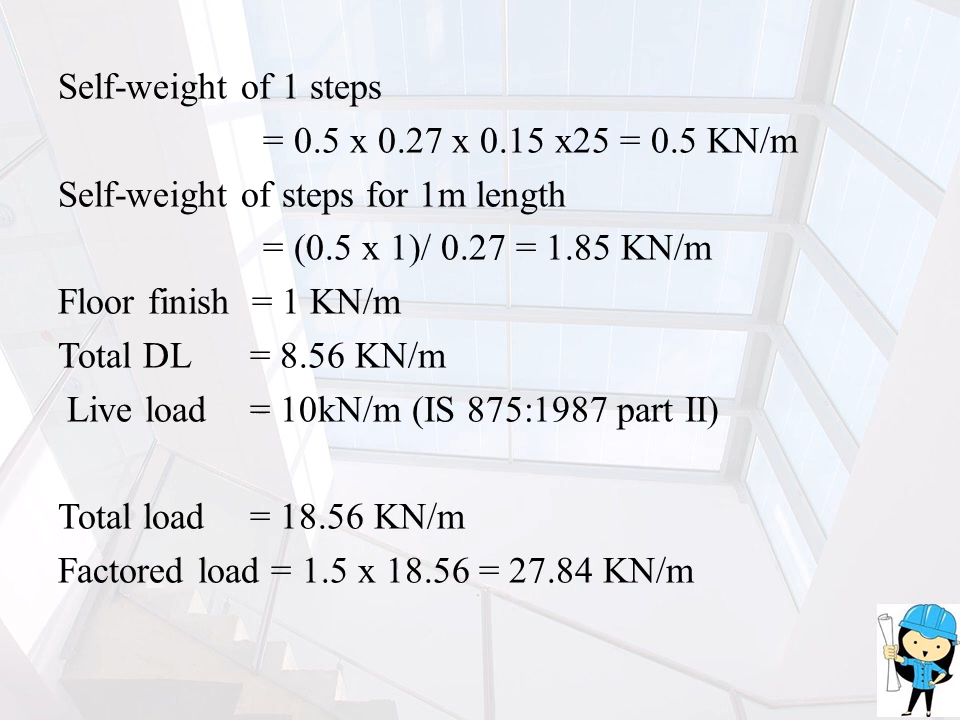 Self-weight of 1 steps
= 0.5 x 0.27 x 0.15 x25 = 0.5 KN/m
Self-weight of steps for 1m length
= (0.5 x 1)/ 0.27 = 1.85 KN/m
Floor finish = 1 KN/m
Total DL = 8.56 KN/m
Live load = 10kN/m (IS 875:1987 part II)
Total load = 18.56 KN/m
Factored load = 1.5 x 18.56 = 27.84 KN/m